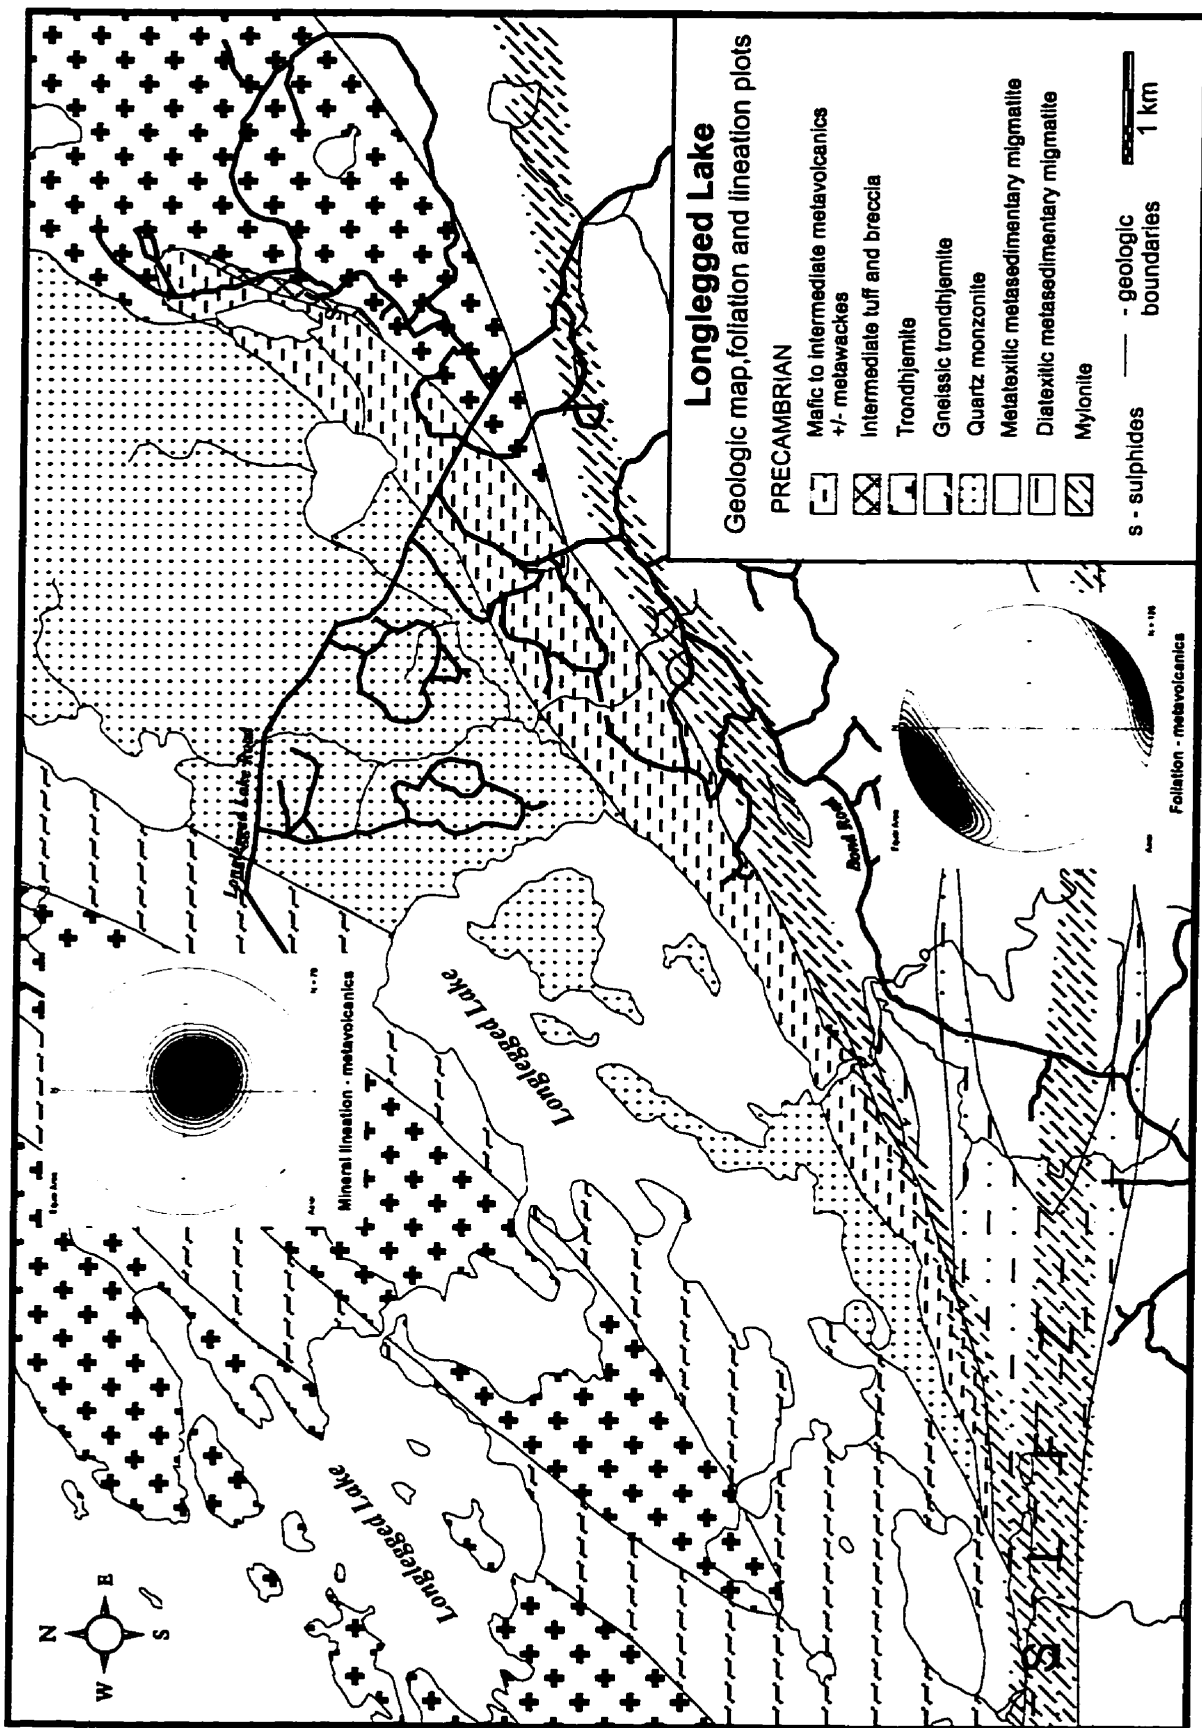 N
W E
S
Longlegged Lake
Longlegged Lake
Longlegged Lake Road
Mineral lineation - metavolcanics
N
N = 75
Bond Road
N
Foliation - metavolcanics
S L F Z
Longlegged Lake
Geologic map,foliation and lineation plots
PRECAMBRIAN
Mafic to intermediate metavolcanics
+/- metawackes
Intermediate tuff and breccia
Trondhjemite
Gneissic trondhjemite
Quartz monzonite
Metatexitic metasedimentary migmatite
Diatexitic metasedimentary migmatite
Mylonite
s - sulphides
- geologic
boundaries
1 km